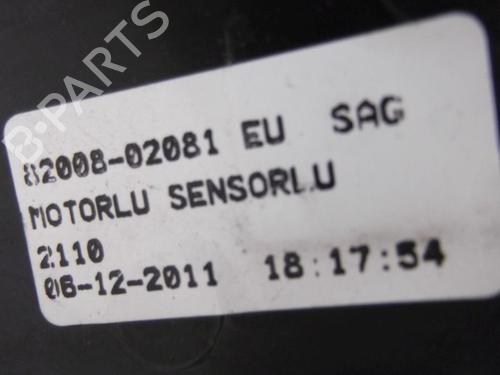 B-PARTS
82008-02081 EU SAG
MOTORLU SENSORLU
2110
06-12-2011 18:17:54